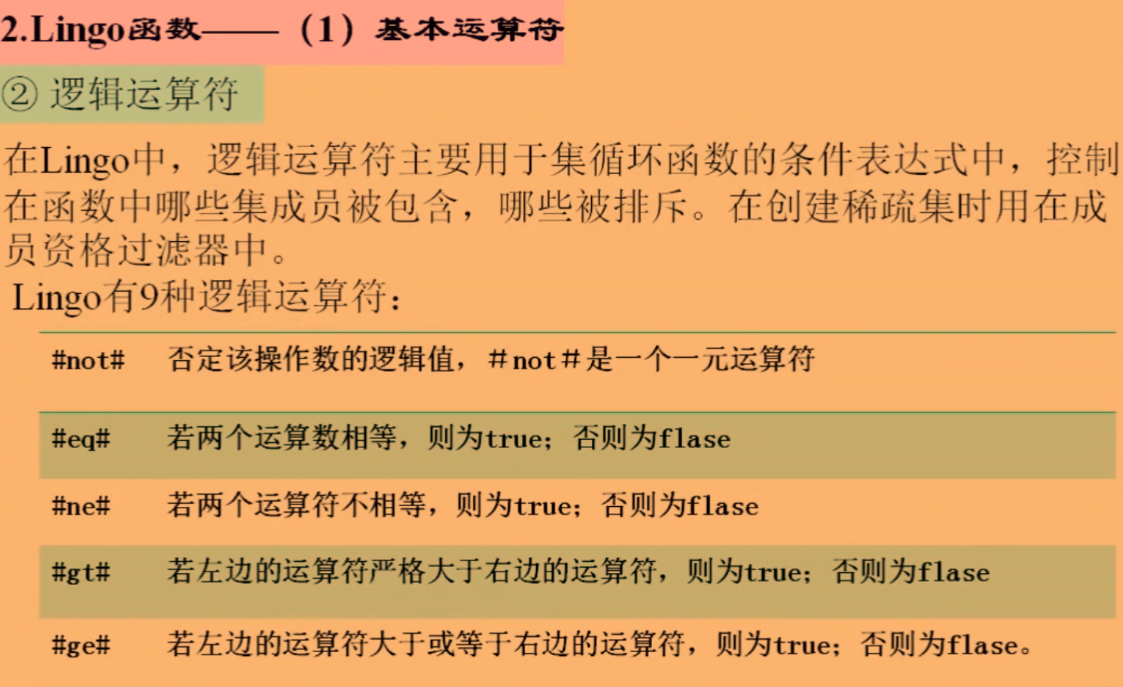 2.Lingo函数——（1）基本运算符
② 逻辑运算符
在Lingo中，逻辑运算符主要用于集循环函数的条件表达式中，控制
在函数中哪些集成员被包含，哪些被排斥。在创建稀疏集时用在成
员资格过滤器中。
Lingo有9种逻辑运算符：
#not# 否定该操作数的逻辑值，＃not＃是一个一元运算符
#eq# 若两个运算数相等，则为true；否则为flase
#ne# 若两个运算符不相等，则为true；否则为flase
#gt# 若左边的运算符严格大于右边的运算符，则为true；否则为flase
#ge# 若左边的运算符大于或等于右边的运算符，则为true；否则为flase。